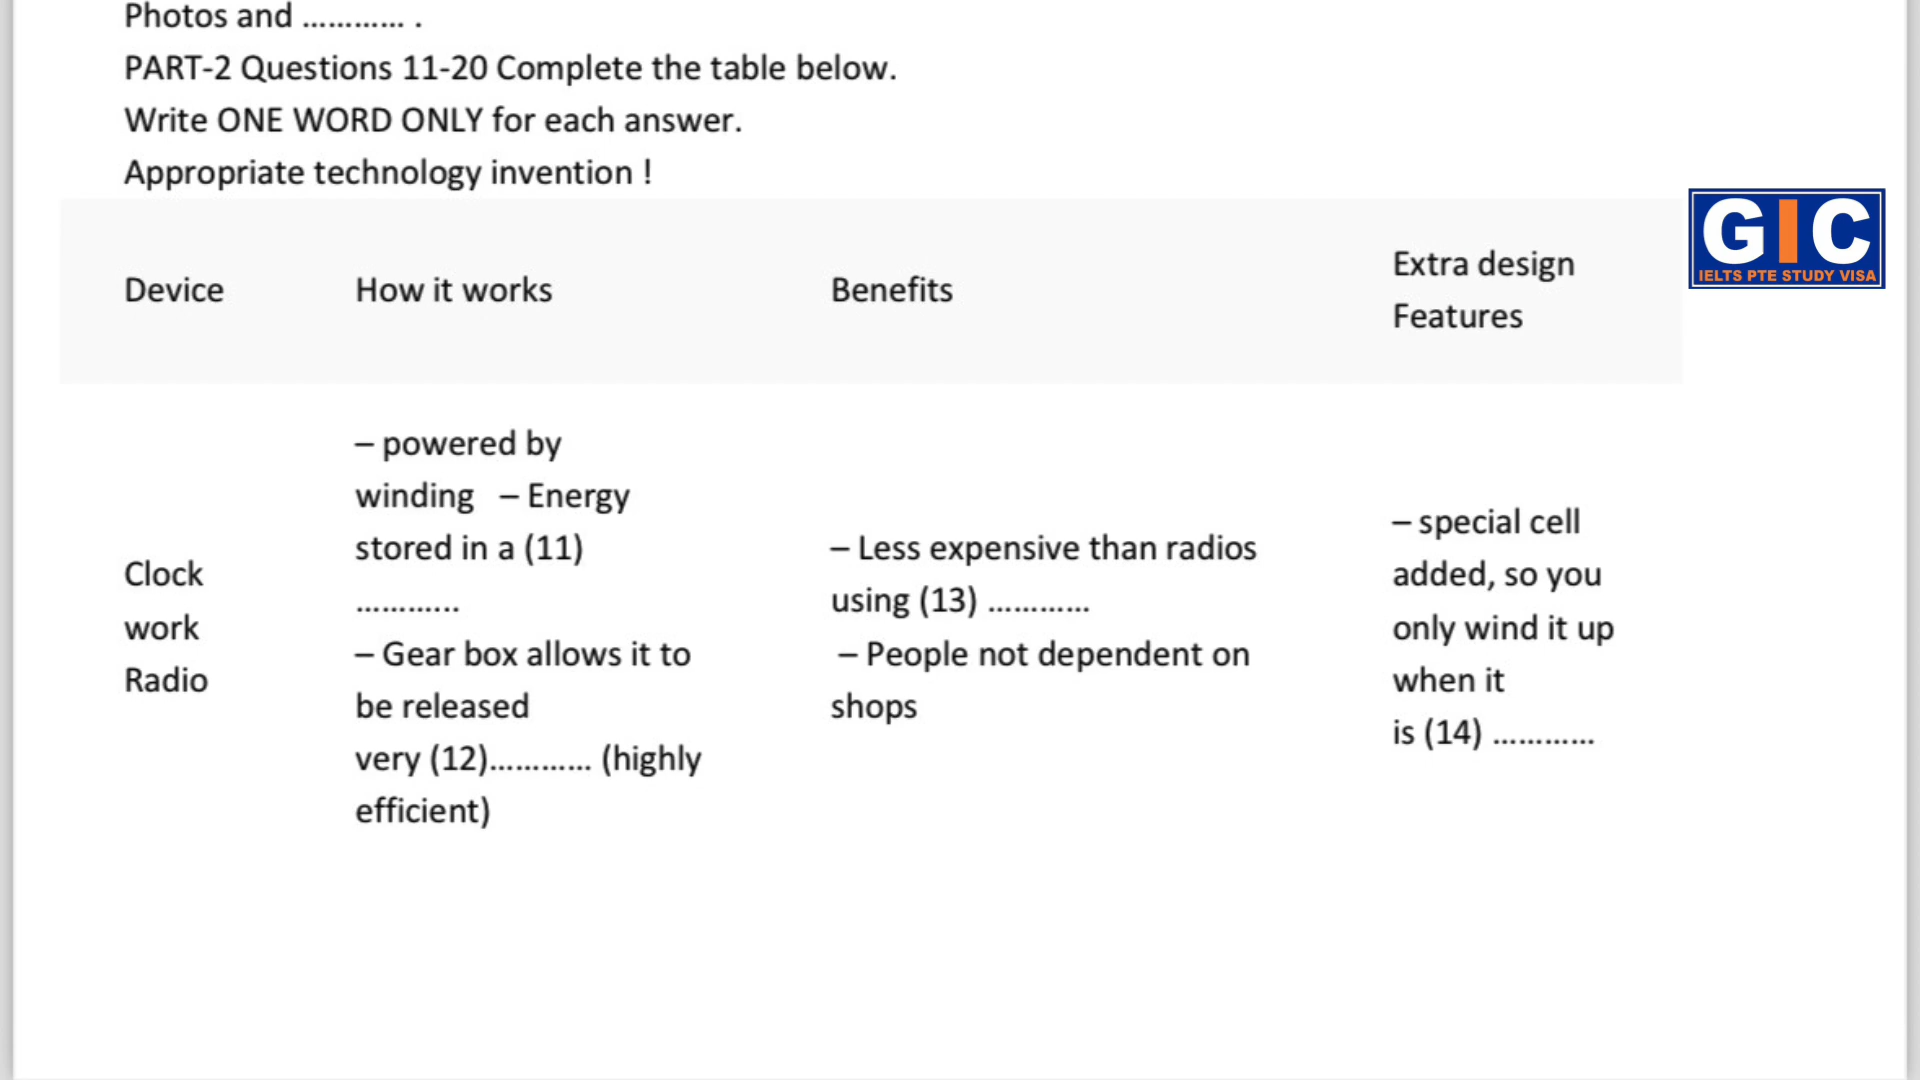 Photos and ………… .
PART-2 Questions 11-20 Complete the table below.
Write ONE WORD ONLY for each answer.
Appropriate technology invention !
Device
How it works
Benefits
Extra design
Features
GIC
IELTS PTE STUDY VISA
Clock
work
Radio
– powered by
winding – Energy
stored in a (11)
…………
– Gear box allows it to
be released
very (12)………… (highly
efficient)
– Less expensive than radios
using (13) …………
– People not dependent on
shops
– special cell
added, so you
only wind it up
when it
is (14) …………